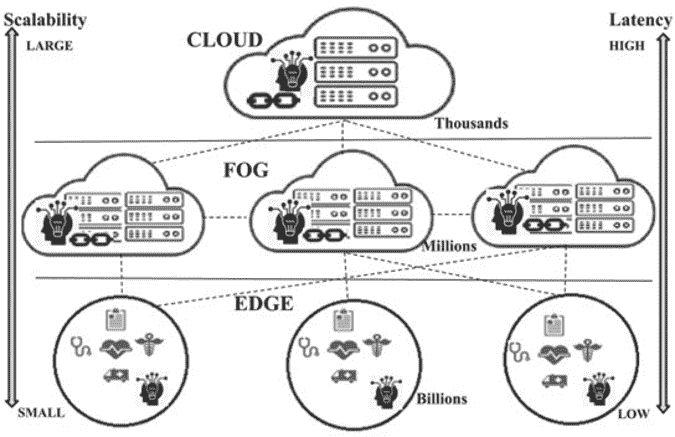 Scalability
Latency
LARGE
CLOUD
HIGH
Thousands
FOG
Millions
EDGE
Billions
SMALL
LOW